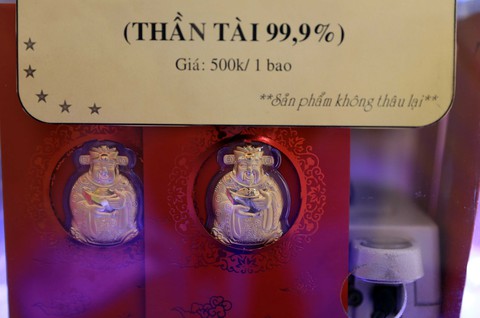 (THẦN TÀI 99,9%)
Giá: 500k/ 1 bao
**Sản phẩm không thâu lại**